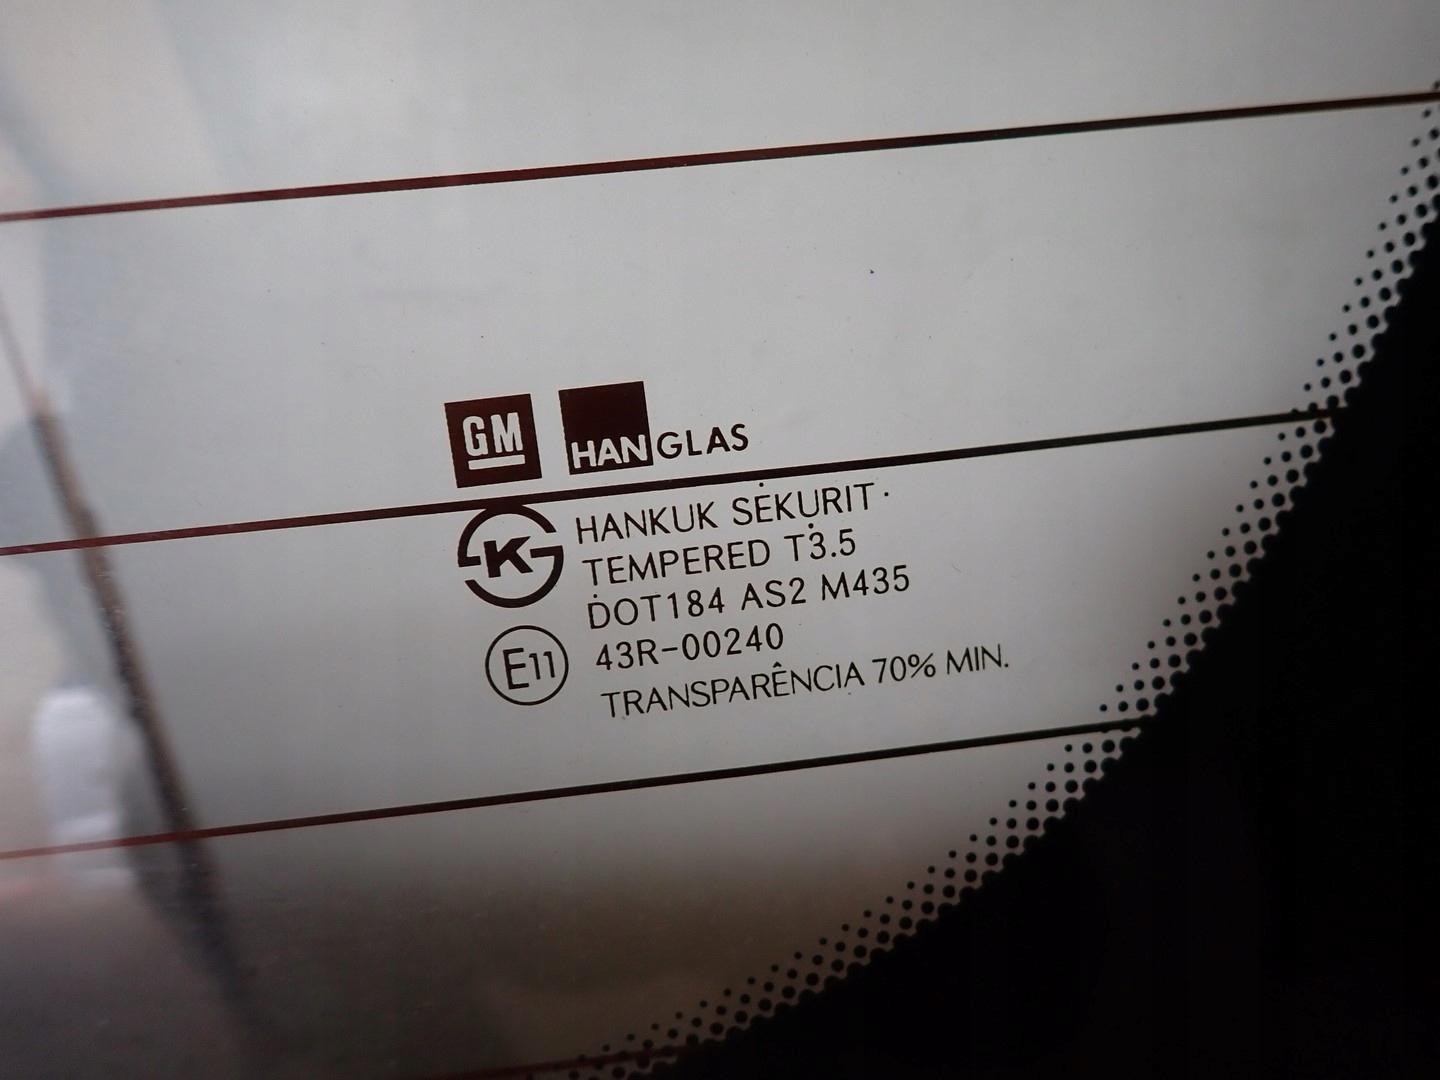 GM HANGLAS
HANKUK SEKURIT
TEMPERED T3.5
DOT184 AS2 M435
E11 43R-00240
TRANSPARÊNCIA 70% MIN.
K